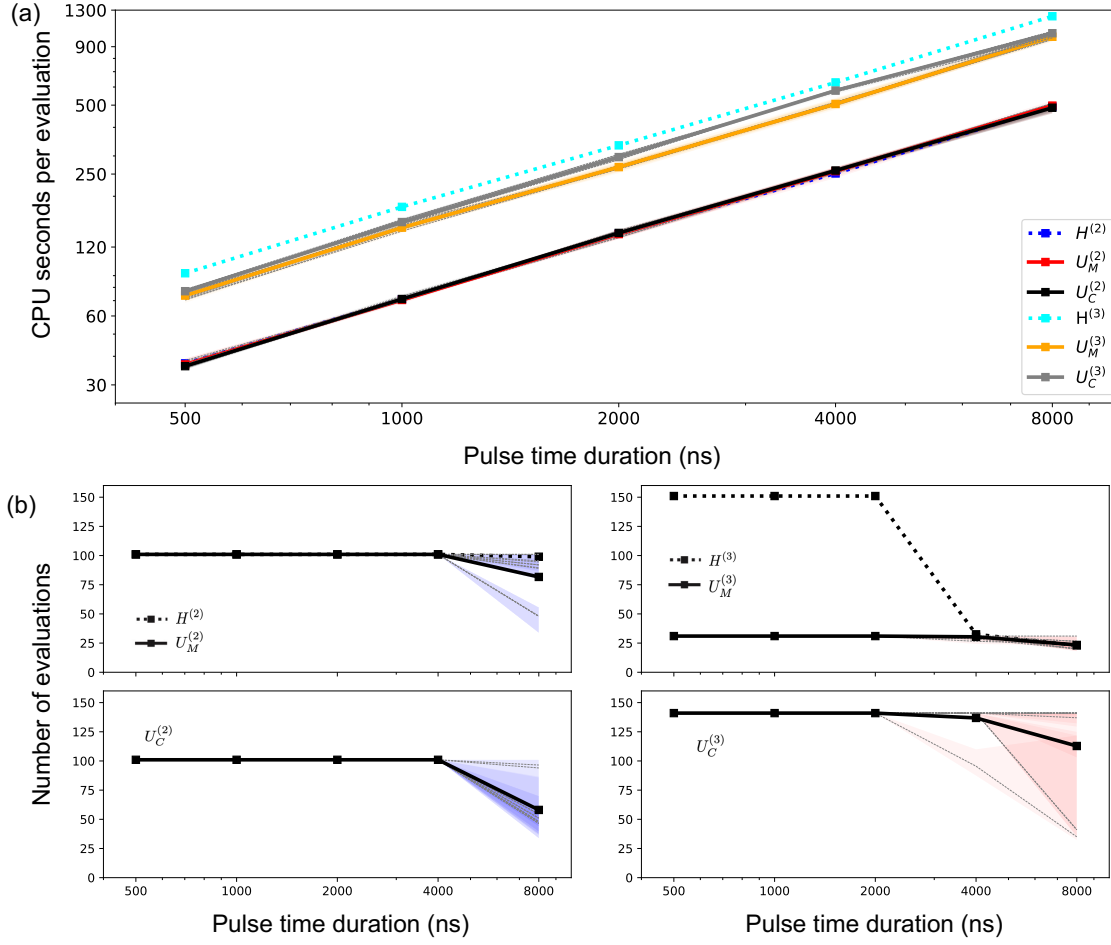 (a)
CPU seconds per evaluation
1300
900
500
250
120
60
30
500 1000 2000 4000 8000
Pulse time duration (ns)
H^{(2)}
U_M^{(2)}
U_C^{(2)}
H^{(3)}
U_M^{(3)}
U_C^{(3)}
(b)
Number of evaluations
150
125
100
75
50
25
0
H^{(2)}
U_M^{(2)}
150
125
100
75
50
25
0
H^{(3)}
U_M^{(3)}
150
125
100
75
50
25
0
U_C^{(2)}
500 1000 2000 4000 8000
Pulse time duration (ns)
150
125
100
75
50
25
0
U_C^{(3)}
500 1000 2000 4000 8000
Pulse time duration (ns)